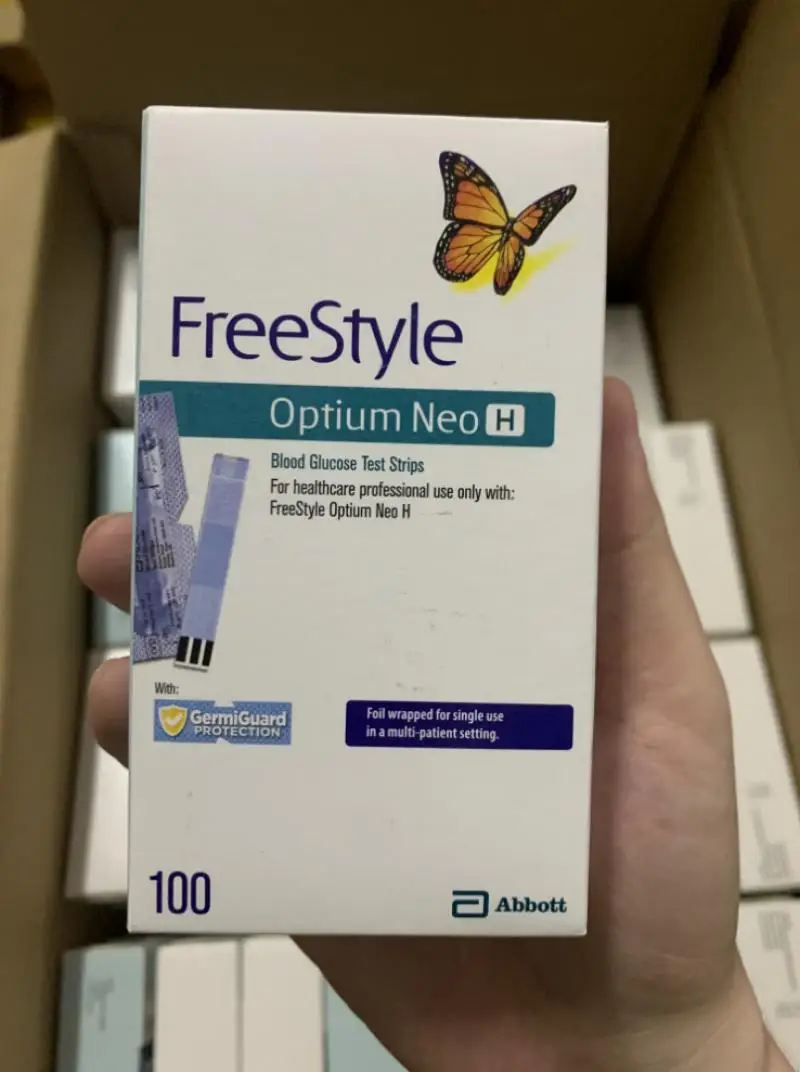 FreeStyle
Optium Neo H
Blood Glucose Test Strips
For healthcare professional use only with:
FreeStyle Optium Neo H
With:
GermiGuard
PROTECTION
Foil wrapped for single use
in a multi-patient setting.
100
Abbott